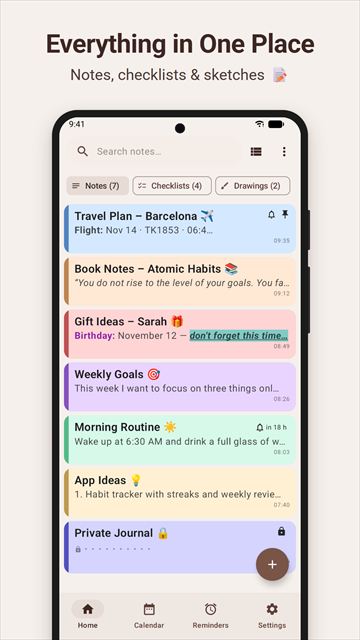 Everything in One Place
Notes, checklists & sketches
9:41
Search notes...
Notes (7)
Checklists (4)
Drawings (2)
Travel Plan – Barcelona
Flight: Nov 14 · TK1853 · 06:4...
09:35
Book Notes – Atomic Habits
"You do not rise to the level of your goals. You fa...
09:12
Gift Ideas – Sarah
Birthday: November 12 — don't forget this time...
08:49
Weekly Goals
This week I want to focus on three things onl...
08:26
Morning Routine
in 18 h
Wake up at 6:30 AM and drink a full glass of w...
08:03
App Ideas
1. Habit tracker with streaks and weekly revie...
07:40
Private Journal
Home
Calendar
Reminders
Settings